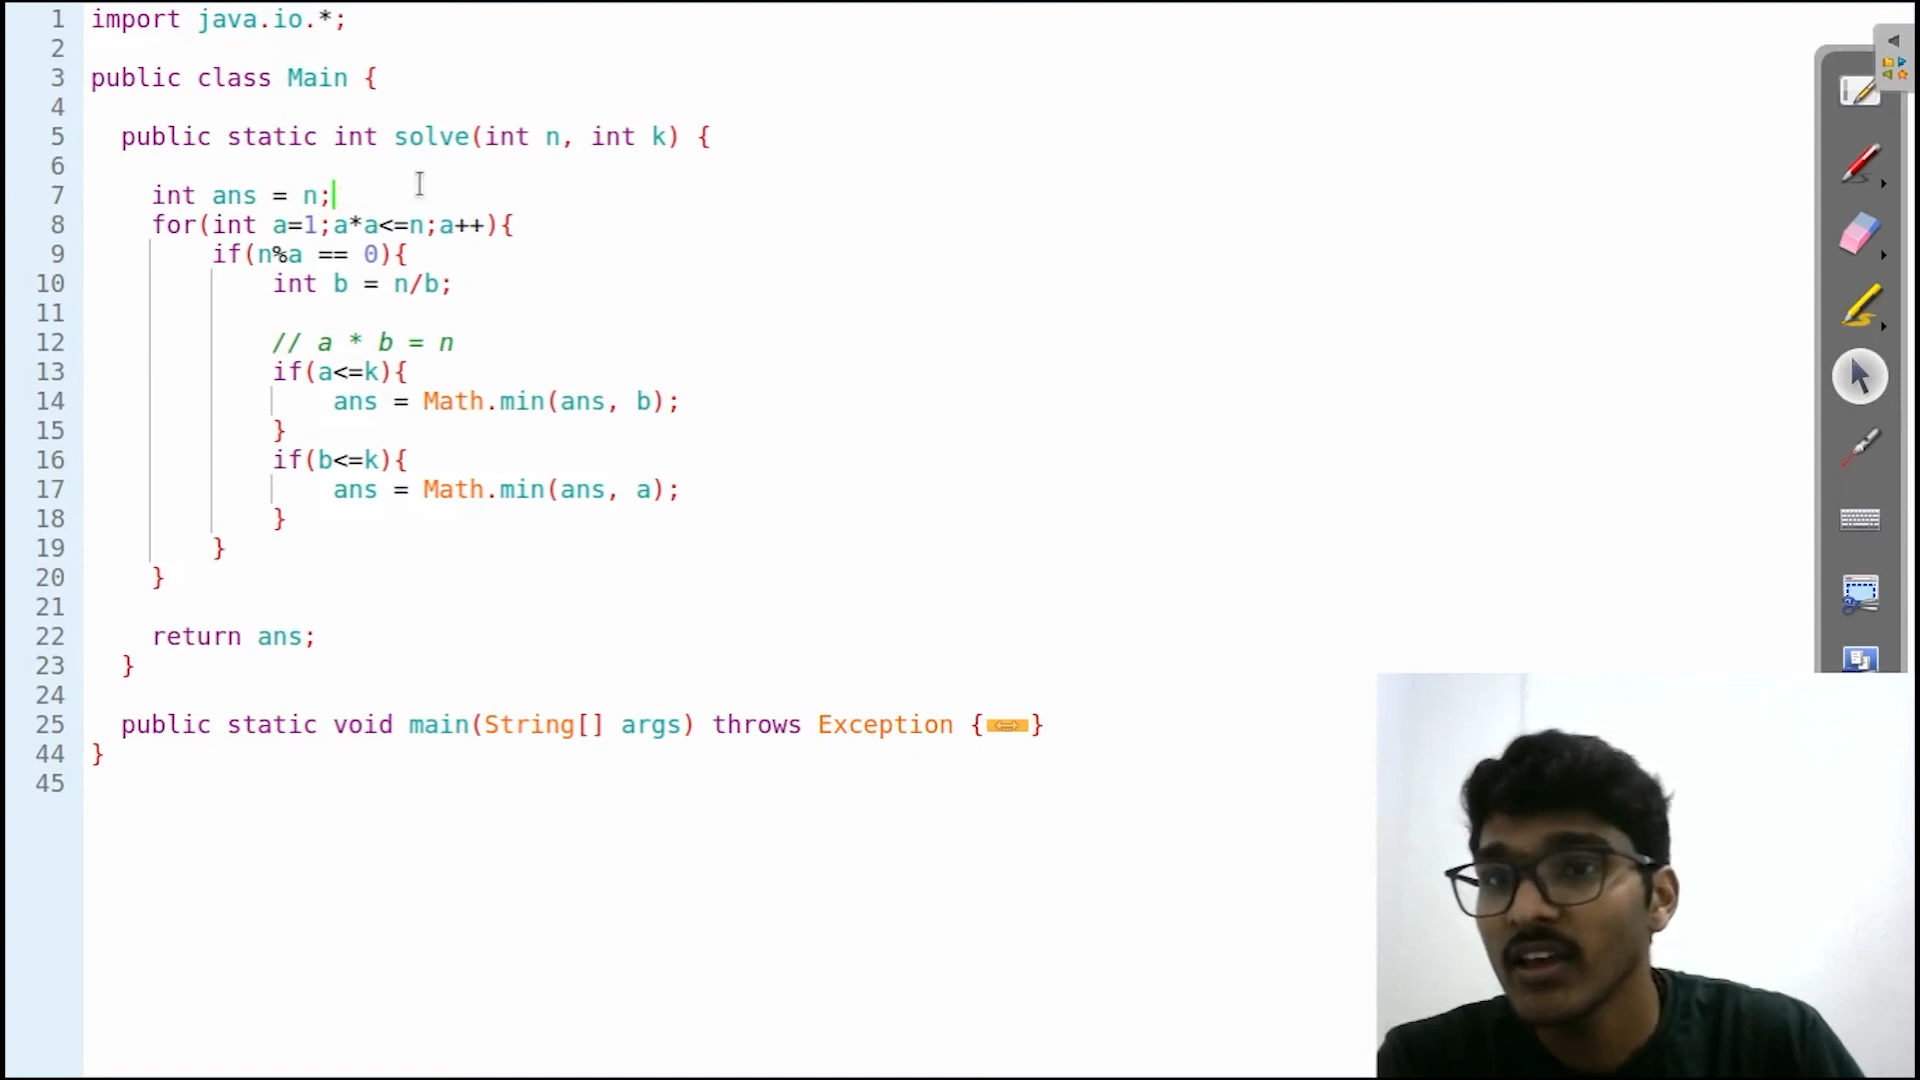 1 import java.io.*;
2
3 public class Main {
4
5 public static int solve(int n, int k) {
6
7 int ans = n;
8 for(int a=1;a*a<=n;a++){
9 if(n%a == 0){
10 int b = n/b;
11
12 // a * b = n
13 if(a<=k){
14 ans = Math.min(ans, b);
15 }
16 if(b<=k){
17 ans = Math.min(ans, a);
18 }
19 }
20 }
21
22 return ans;
23 }
24
25 public static void main(String[] args) throws Exception {}
44 }
45